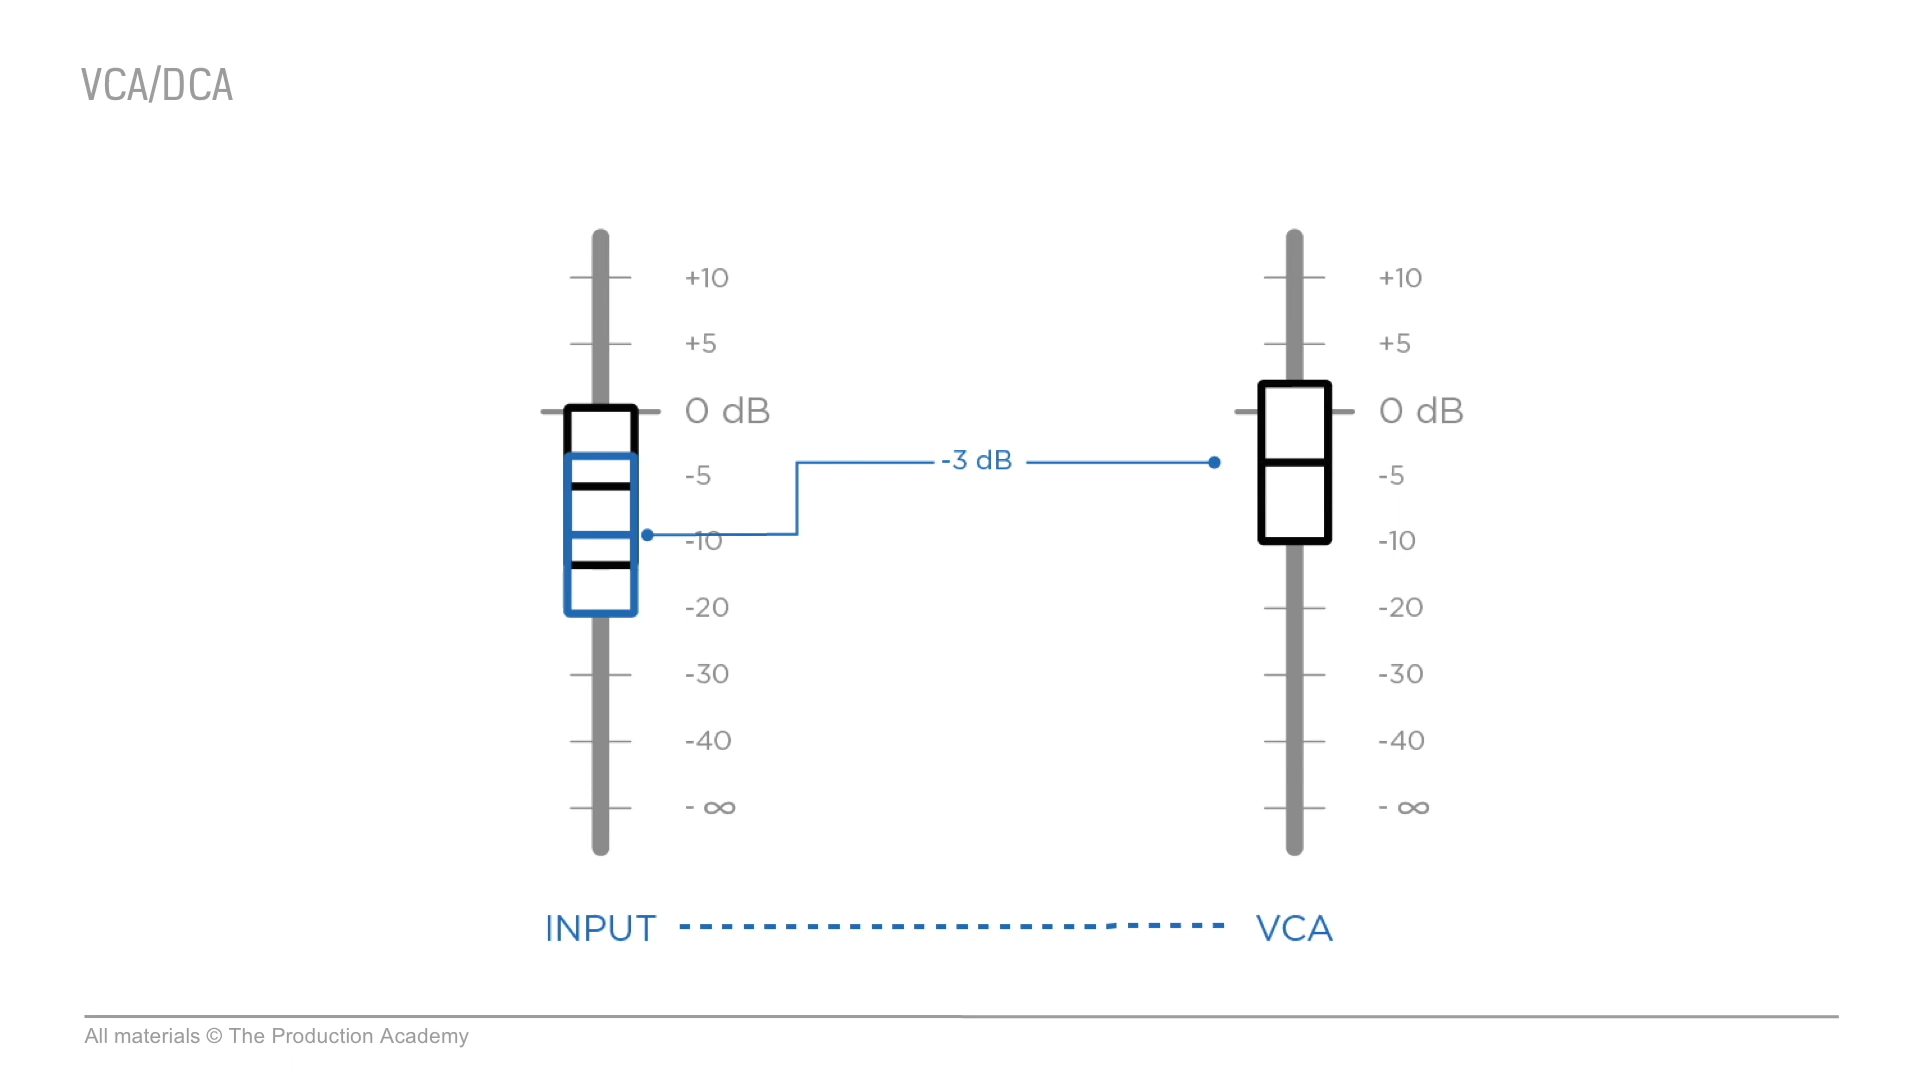 VCA/DCA
+10
+5
0 dB
-5
-10
-20
-30
-40
- ∞
-3 dB
+10
+5
0 dB
-5
-10
-20
-30
-40
- ∞
INPUT
VCA
All materials © The Production Academy